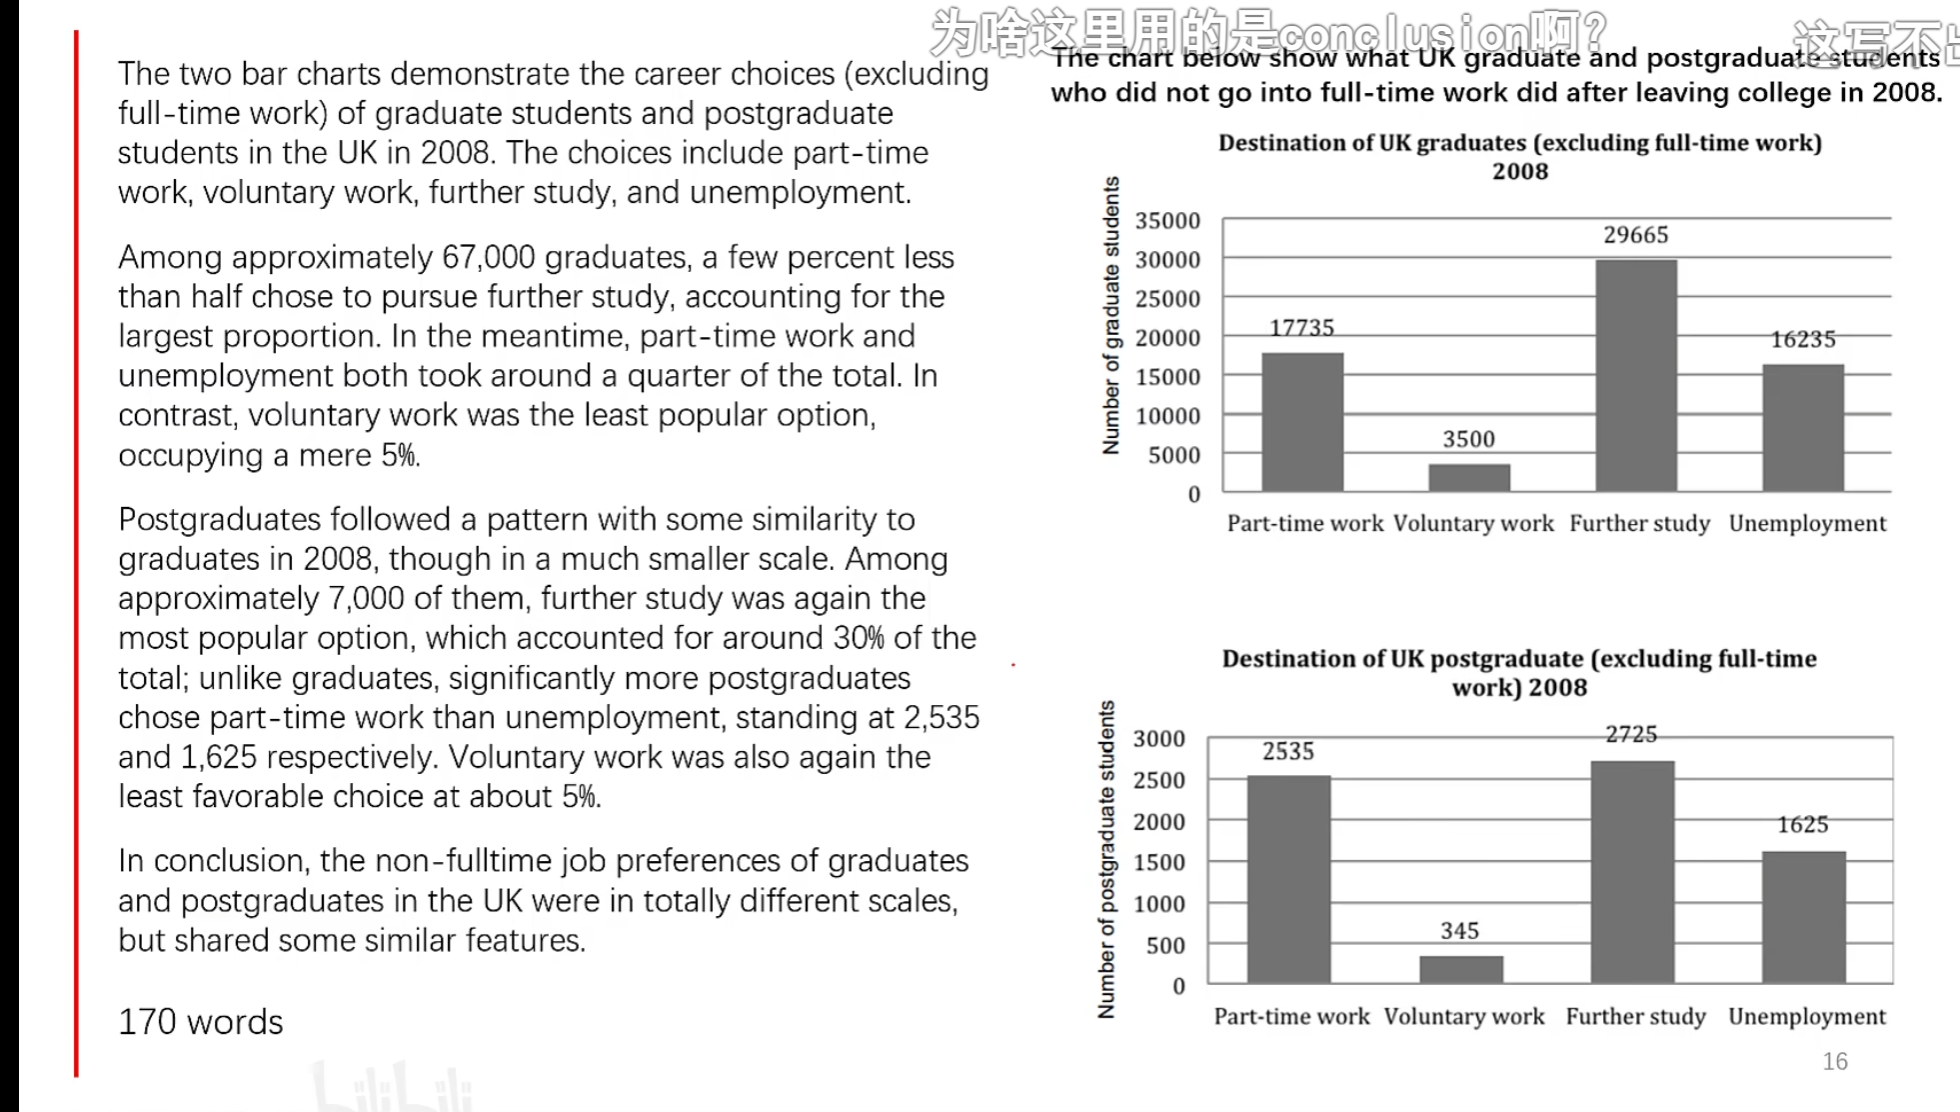 为啥这里用的是conclusion啊?
这写不
The two bar charts demonstrate the career choices (excluding
full-time work) of graduate students and postgraduate
students in the UK in 2008. The choices include part-time
work, voluntary work, further study, and unemployment.
Among approximately 67,000 graduates, a few percent less
than half chose to pursue further study, accounting for the
largest proportion. In the meantime, part-time work and
unemployment both took around a quarter of the total. In
contrast, voluntary work was the least popular option,
occupying a mere 5%.
Postgraduates followed a pattern with some similarity to
graduates in 2008, though in a much smaller scale. Among
approximately 7,000 of them, further study was again the
most popular option, which accounted for around 30% of the
total; unlike graduates, significantly more postgraduates
chose part-time work than unemployment, standing at 2,535
and 1,625 respectively. Voluntary work was also again the
least favorable choice at about 5%.
In conclusion, the non-fulltime job preferences of graduates
and postgraduates in the UK were in totally different scales,
but shared some similar features.
170 words
bilibili
The chart below show what UK graduate and postgraduate students
who did not go into full-time work did after leaving college in 2008.
Destination of UK graduates (excluding full-time work)
2008
Number of graduate students
35000
30000
25000
20000
15000
10000
5000
0
17735
3500
29665
16235
Part-time work Voluntary work Further study Unemployment
Destination of UK postgraduate (excluding full-time
work) 2008
Number of postgraduate students
3000
2500
2000
1500
1000
500
0
2535
345
2725
1625
Part-time work Voluntary work Further study Unemployment
16